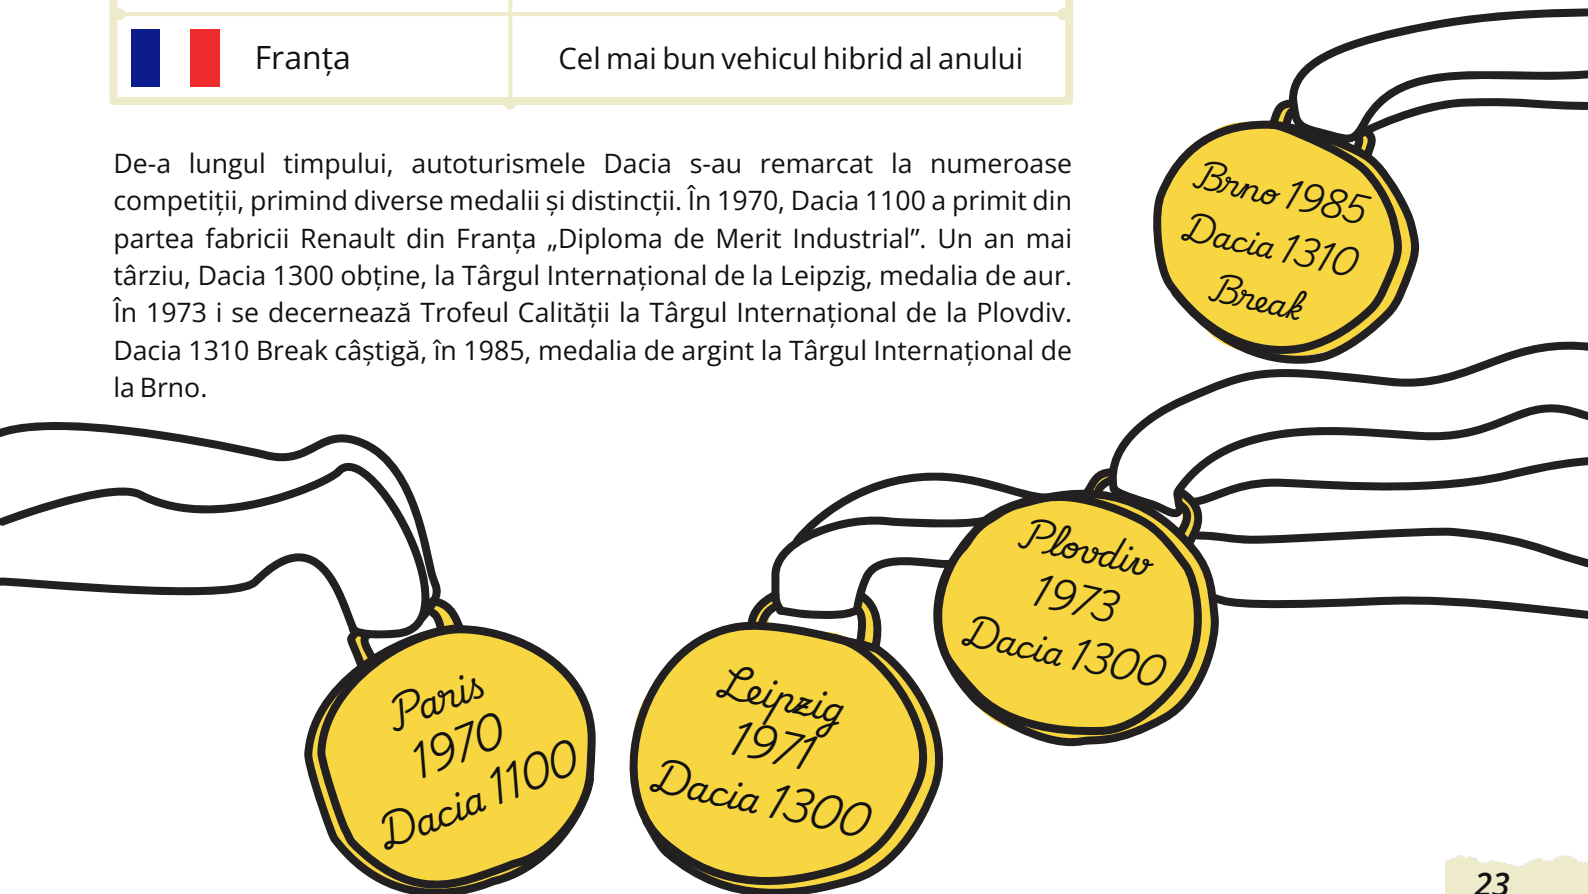 Franța
Cel mai bun vehicul hibrid al anului
De-a lungul timpului, autoturismele Dacia s-au remarcat la numeroase
competiții, primind diverse medalii și distincții. În 1970, Dacia 1100 a primit din
partea fabricii Renault din Franța „Diploma de Merit Industrial”. Un an mai
târziu, Dacia 1300 obține, la Târgul Internațional de la Leipzig, medalia de aur.
În 1973 i se decernează Trofeul Calității la Târgul Internațional de la Plovdiv.
Dacia 1310 Break câștigă, în 1985, medalia de argint la Târgul Internațional de
la Brno.
Brno 1985
Dacia 1310
Break
Plovdiv
1973
Dacia 1300
Leipzig
1971
Dacia 1300
Paris
1970
Dacia 1100
23